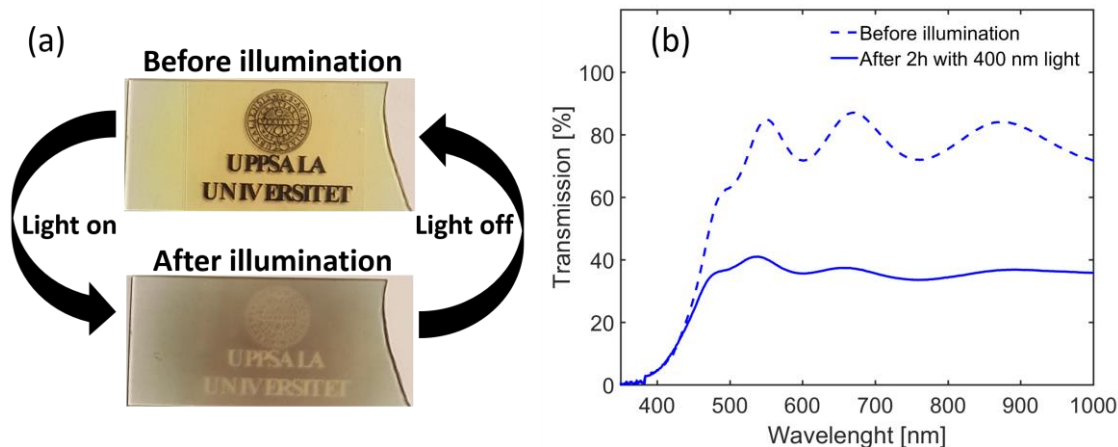 (a)
Before illumination
UPPSALA
UNIVERSITET
Light on
Light off
After illumination
UPPSALA
UNIVERSITET
(b)
Before illumination
After 2h with 400 nm light
Transmission [%]
100
80
60
40
20
0
400 500 600 700 800 900 1000
Wavelenght [nm]